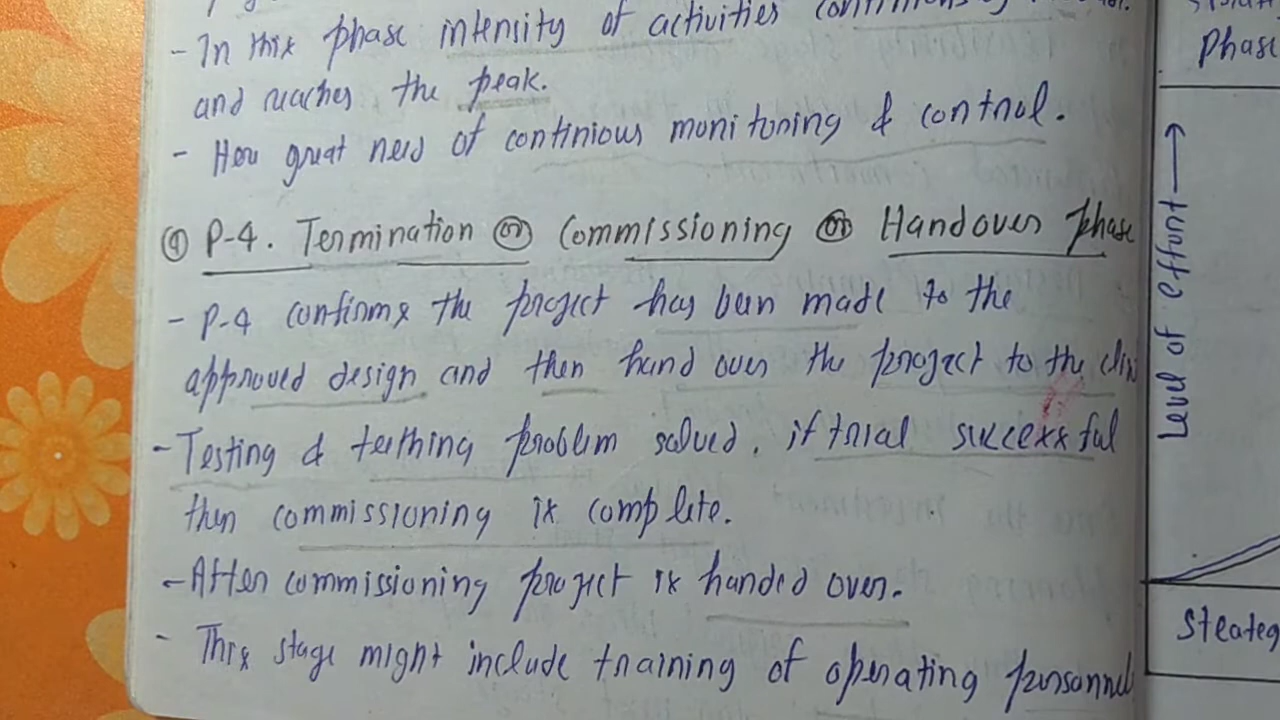 - In this phase intensity of activities
and reaches the peak.
- Here great need of continious monitoring & control.
④ P-4. Termination or Commissioning or Handover phase
- P-4 confirms the project has been made to the
approved design and then hand over the project to the
- Testing & teething problem solved. if trial successful
then commissioning is complete.
- After commissioning project is handed over.
- This stage might include training of operating personnel
phase
Level of effort →